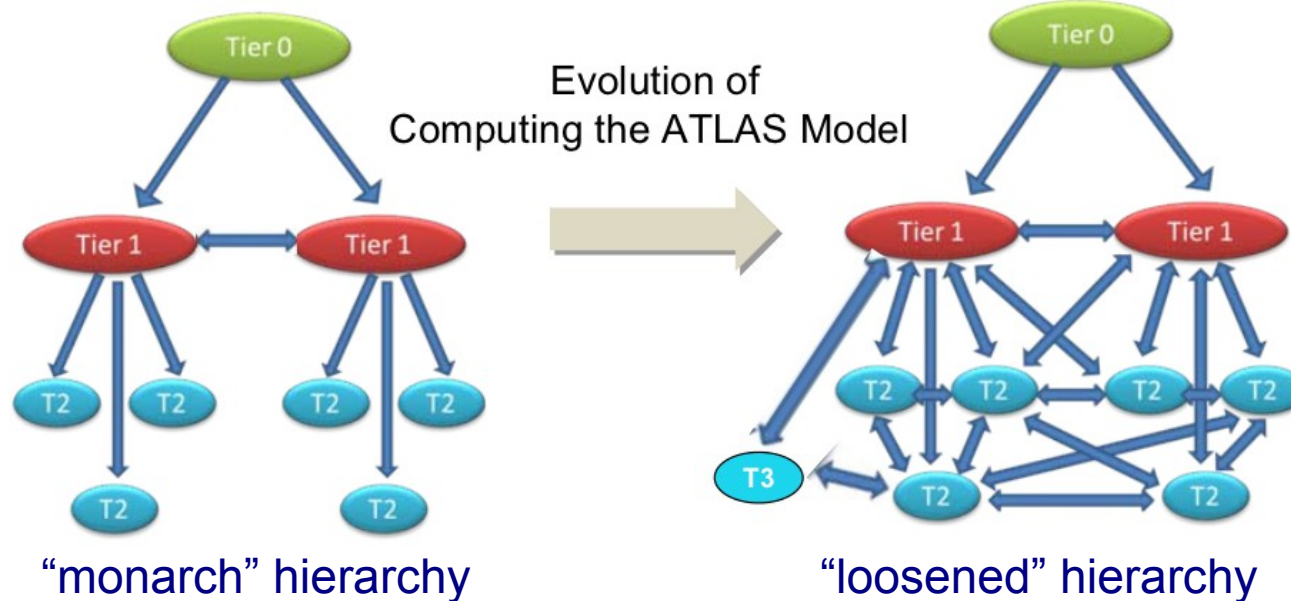 Tier 0
Tier 0
Evolution of
Computing the ATLAS Model
Tier 1
Tier 1
Tier 1
Tier 1
T2
T2
T2
T2
T2
T2
T2
T2
T3
T2
T2
T2
T2
"monarch" hierarchy
"loosened" hierarchy